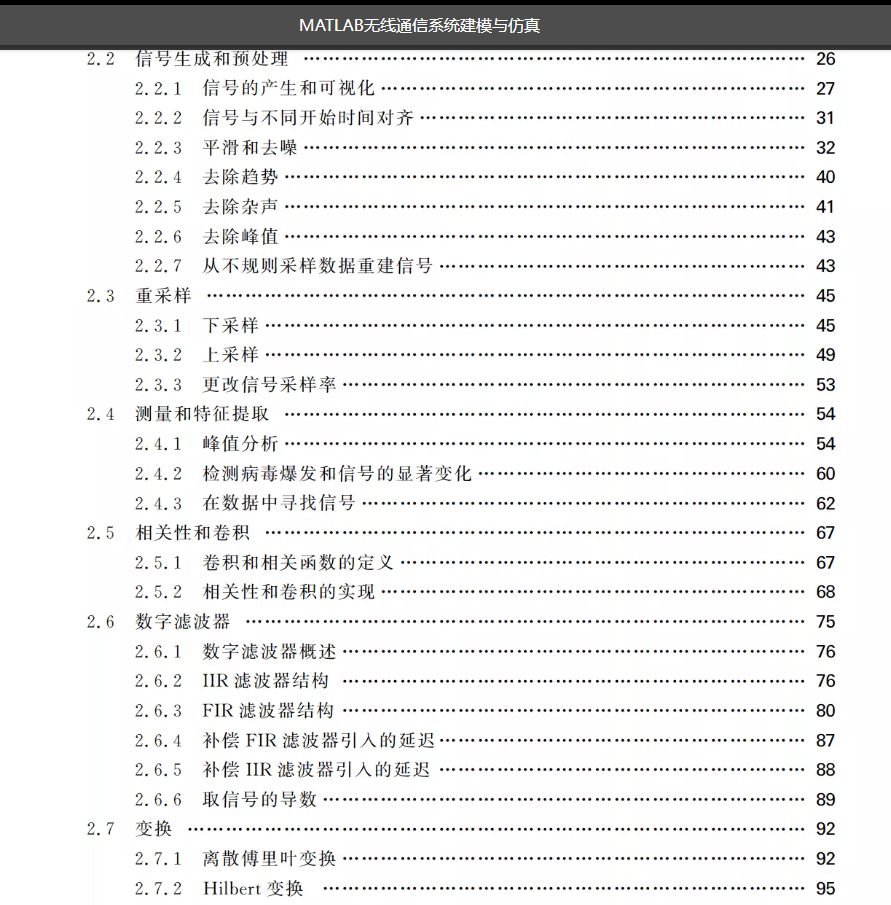 MATLAB无线通信系统建模与仿真
2.2 信号生成和预处理 …… 26
2.2.1 信号的产生和可视化 …… 27
2.2.2 信号与不同开始时间对齐 …… 31
2.2.3 平滑和去噪 …… 32
2.2.4 去除趋势 …… 40
2.2.5 去除杂声 …… 41
2.2.6 去除峰值 …… 43
2.2.7 从不规则采样数据重建信号 …… 43
2.3 重采样 …… 45
2.3.1 下采样 …… 45
2.3.2 上采样 …… 49
2.3.3 更改信号采样率 …… 53
2.4 测量和特征提取 …… 54
2.4.1 峰值分析 …… 54
2.4.2 检测病毒爆发和信号的显著变化 …… 60
2.4.3 在数据中寻找信号 …… 62
2.5 相关性和卷积 …… 67
2.5.1 卷积和相关函数的定义 …… 67
2.5.2 相关性和卷积的实现 …… 68
2.6 数字滤波器 …… 75
2.6.1 数字滤波器概述 …… 76
2.6.2 IIR 滤波器结构 …… 76
2.6.3 FIR 滤波器结构 …… 80
2.6.4 补偿 FIR 滤波器引入的延迟 …… 87
2.6.5 补偿 IIR 滤波器引入的延迟 …… 88
2.6.6 取信号的导数 …… 89
2.7 变换 …… 92
2.7.1 离散傅里叶变换 …… 92
2.7.2 Hilbert 变换 …… 95